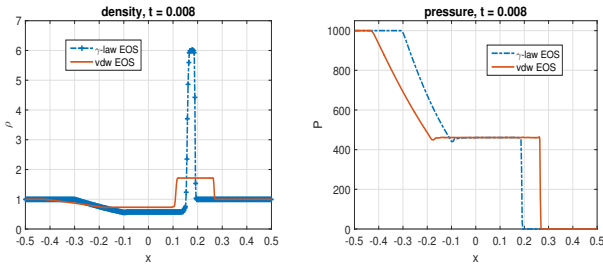 density, t = 0.008
7
6
5
4
3
2
1
0
ρ
γ-law EOS
vdw EOS
-0.5 -0.4 -0.3 -0.2 -0.1 0 0.1 0.2 0.3 0.4 0.5
x
pressure, t = 0.008
1000
800
600
400
200
0
P
γ-law EOS
vdw EOS
-0.5 -0.4 -0.3 -0.2 -0.1 0 0.1 0.2 0.3 0.4 0.5
x